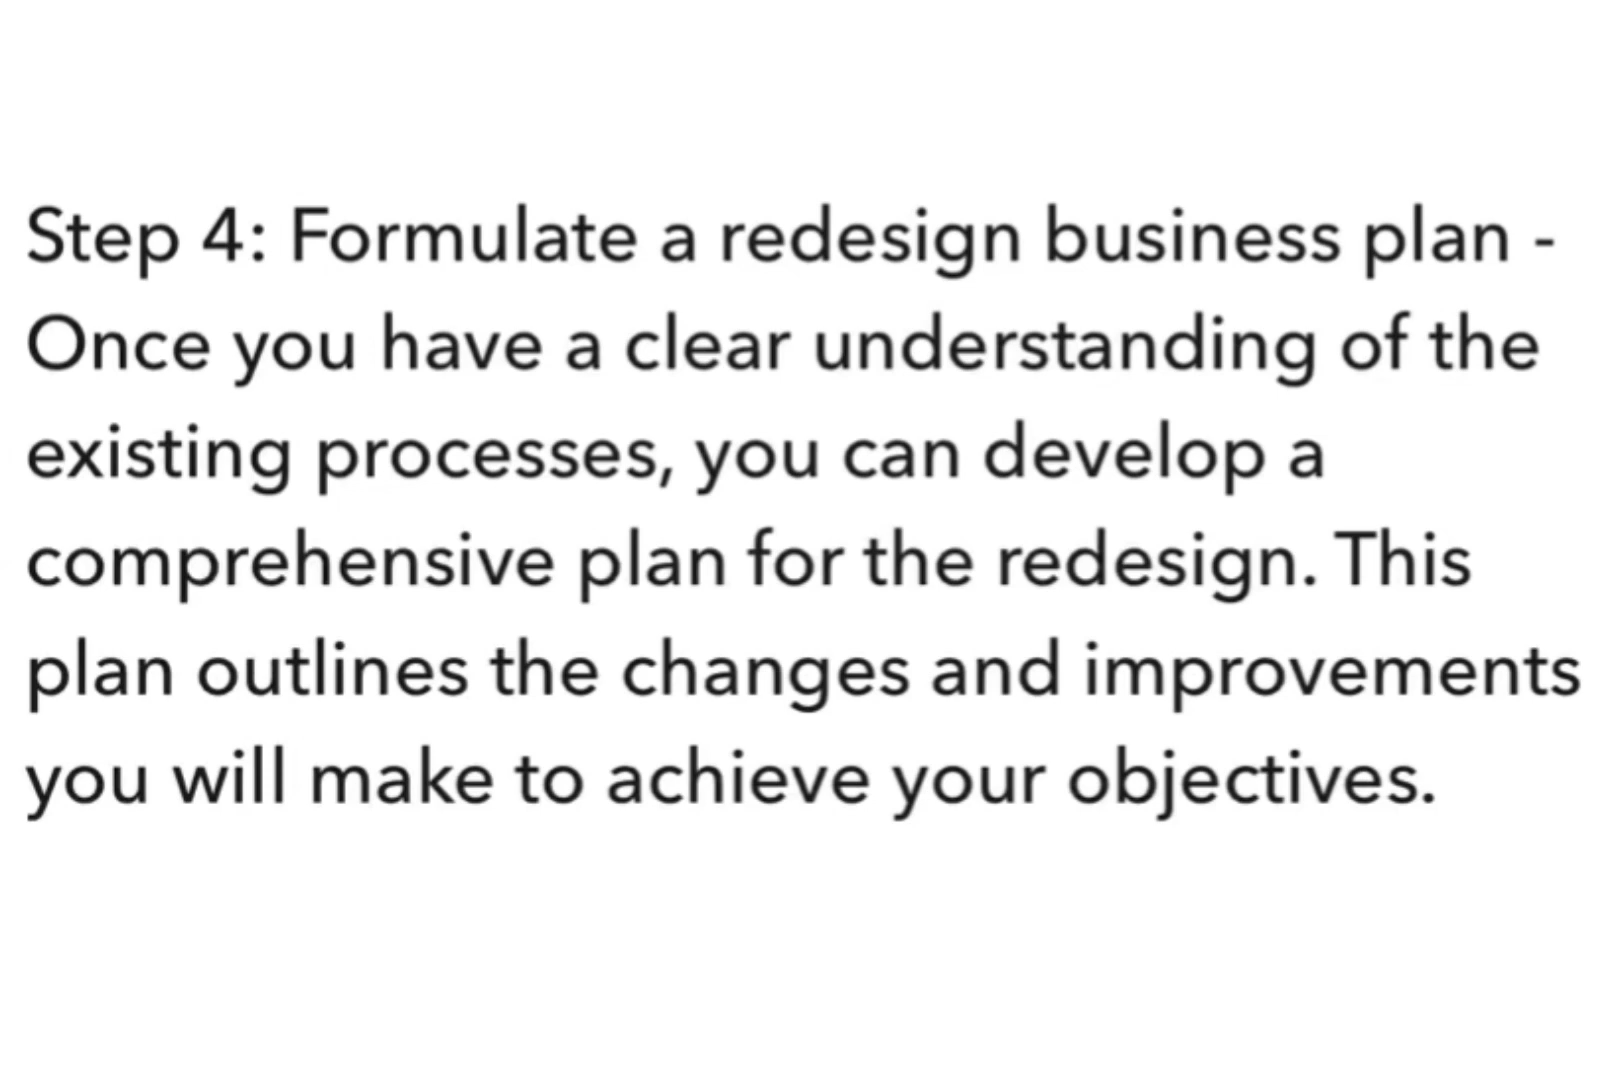 Step 4: Formulate a redesign business plan -
Once you have a clear understanding of the
existing processes, you can develop a
comprehensive plan for the redesign. This
plan outlines the changes and improvements
you will make to achieve your objectives.